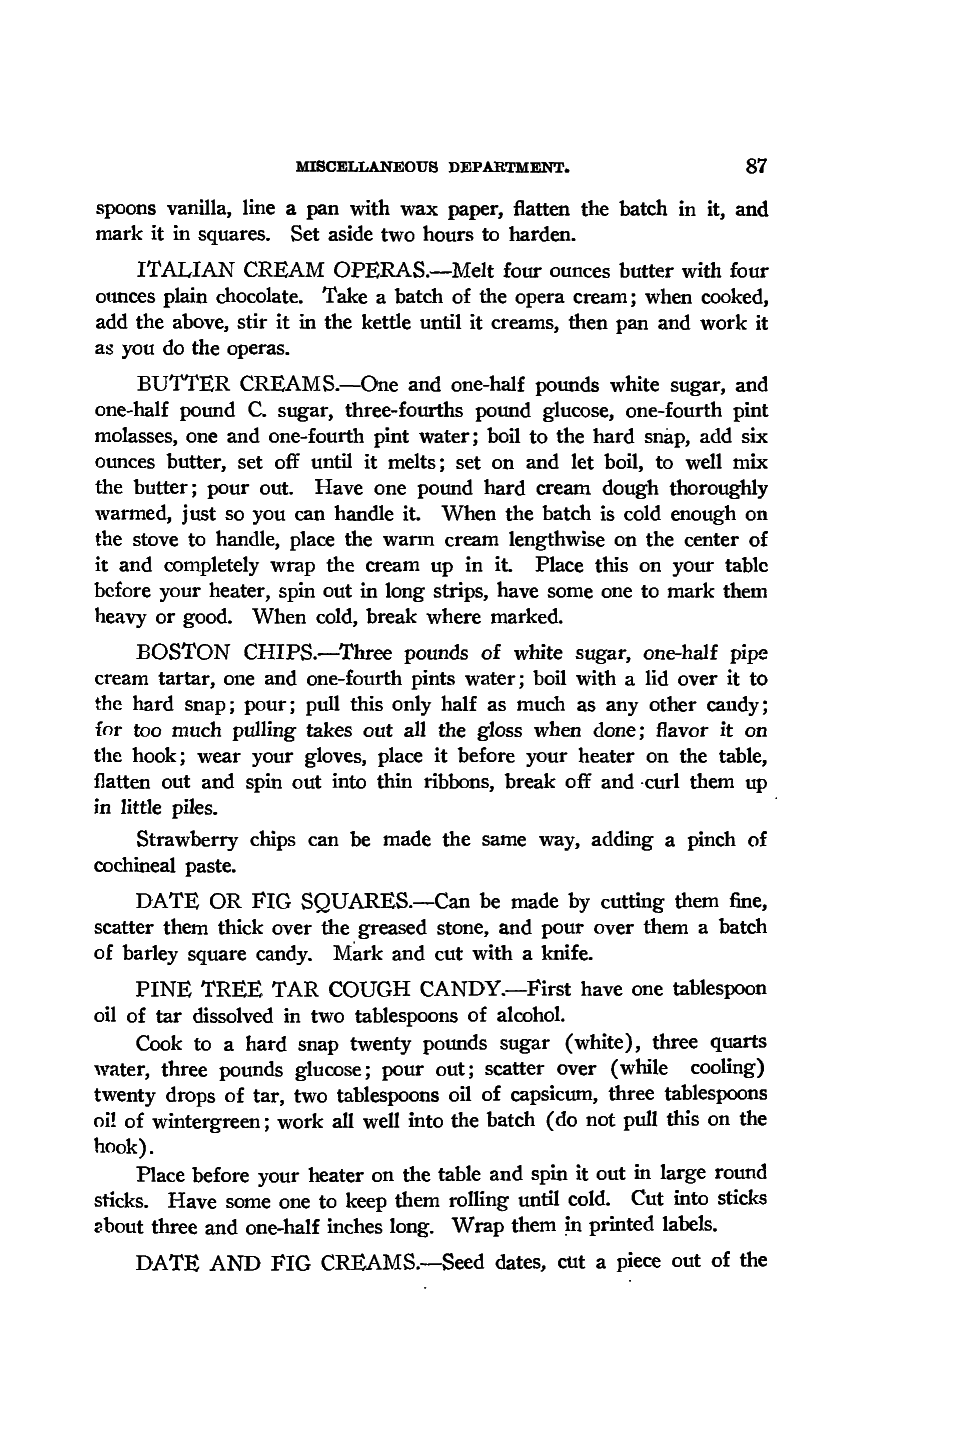 MISCELLANEOUS DEPARTMENT. 87
spoons vanilla, line a pan with wax paper, flatten the batch in it, and
mark it in squares. Set aside two hours to harden.
ITALIAN CREAM OPERAS.—Melt four ounces butter with four
ounces plain chocolate. Take a batch of the opera cream; when cooked,
add the above, stir it in the kettle until it creams, then pan and work it
as you do the operas.
BUTTER CREAMS.—One and one-half pounds white sugar, and
one-half pound C. sugar, three-fourths pound glucose, one-fourth pint
molasses, one and one-fourth pint water; boil to the hard snap, add six
ounces butter, set off until it melts; set on and let boil, to well mix
the butter; pour out. Have one pound hard cream dough thoroughly
warmed, just so you can handle it. When the batch is cold enough on
the stove to handle, place the warm cream lengthwise on the center of
it and completely wrap the cream up in it. Place this on your table
before your heater, spin out in long strips, have some one to mark them
heavy or good. When cold, break where marked.
BOSTON CHIPS.—Three pounds of white sugar, one-half pipe
cream tartar, one and one-fourth pints water; boil with a lid over it to
the hard snap; pour; pull this only half as much as any other candy;
for too much pulling takes out all the gloss when done; flavor it on
the hook; wear your gloves, place it before your heater on the table,
flatten out and spin out into thin ribbons, break off and curl them up
in little piles.
Strawberry chips can be made the same way, adding a pinch of
cochineal paste.
DATE OR FIG SQUARES.—Can be made by cutting them fine,
scatter them thick over the greased stone, and pour over them a batch
of barley square candy. Mark and cut with a knife.
PINE TREE TAR COUGH CANDY.—First have one tablespoon
oil of tar dissolved in two tablespoons of alcohol.
Cook to a hard snap twenty pounds sugar (white), three quarts
water, three pounds glucose; pour out; scatter over (while cooling)
twenty drops of tar, two tablespoons oil of capsicum, three tablespoons
oil of wintergreen; work all well into the batch (do not pull this on the
hook).
Place before your heater on the table and spin it out in large round
sticks. Have some one to keep them rolling until cold. Cut into sticks
about three and one-half inches long. Wrap them in printed labels.
DATE AND FIG CREAMS.—Seed dates, cut a piece out of the